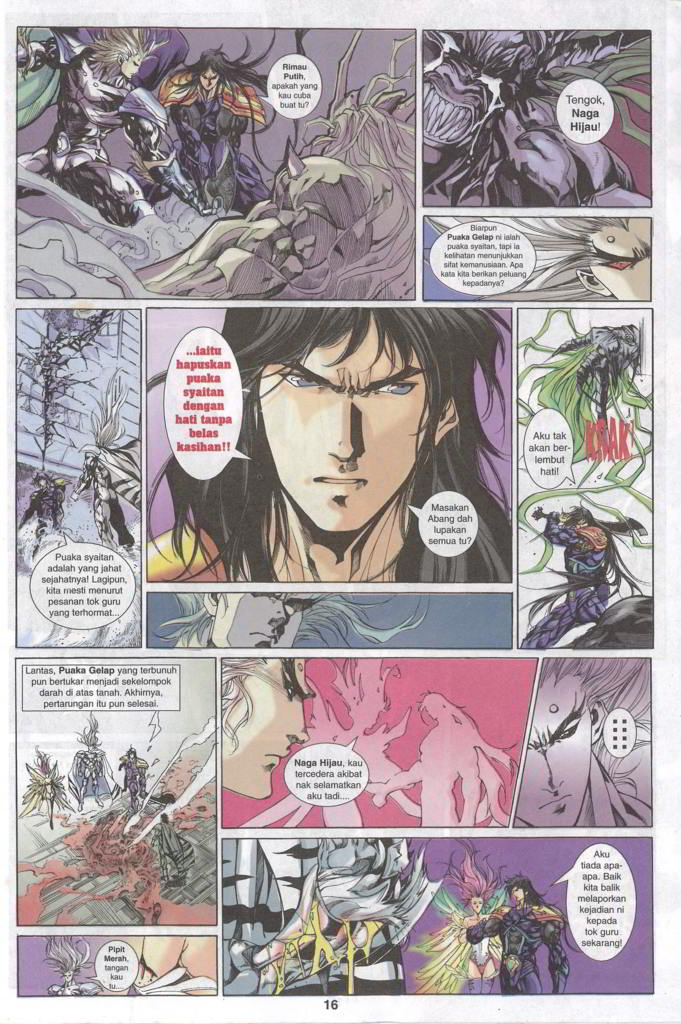 Rimau
Putih,
apakah yang
kau cuba
buat tu?
Tengok,
Naga
Hijau!
Biarpun
Puaka Gelap ni ialah
puaka syaitan, tapi ia
kelihatan menunjukkan
sifat kemanusiaan. Apa
kata kita berikan peluang
kepadanya?
Puaka syaitan
adalah yang jahat
sejahatnya! Lagipun,
kita mesti menurut
pesanan tok guru
yang terhormat...
...iaitu
hapuskan
puaka
syaitan
dengan
hati tanpa
belas
kasihan!!
Masakan
Abang dah
lupakan
semua tu?
Aku tak
akan ber-
lembut
hati!
KRAK!
Lantas, Puaka Gelap yang terbunuh
pun bertukar menjadi sekelompok
darah di atas tanah. Akhirnya,
pertarungan itu pun selesai.
Naga Hijau, kau
tercedera akibat
nak selamatkan
aku tadi....
Pipit
Merah,
tangan
kau
tu....
Aku
tiada apa-
apa. Baik
kita balik
melaporkan
kejadian ni
kepada
tok guru
sekarang!
16